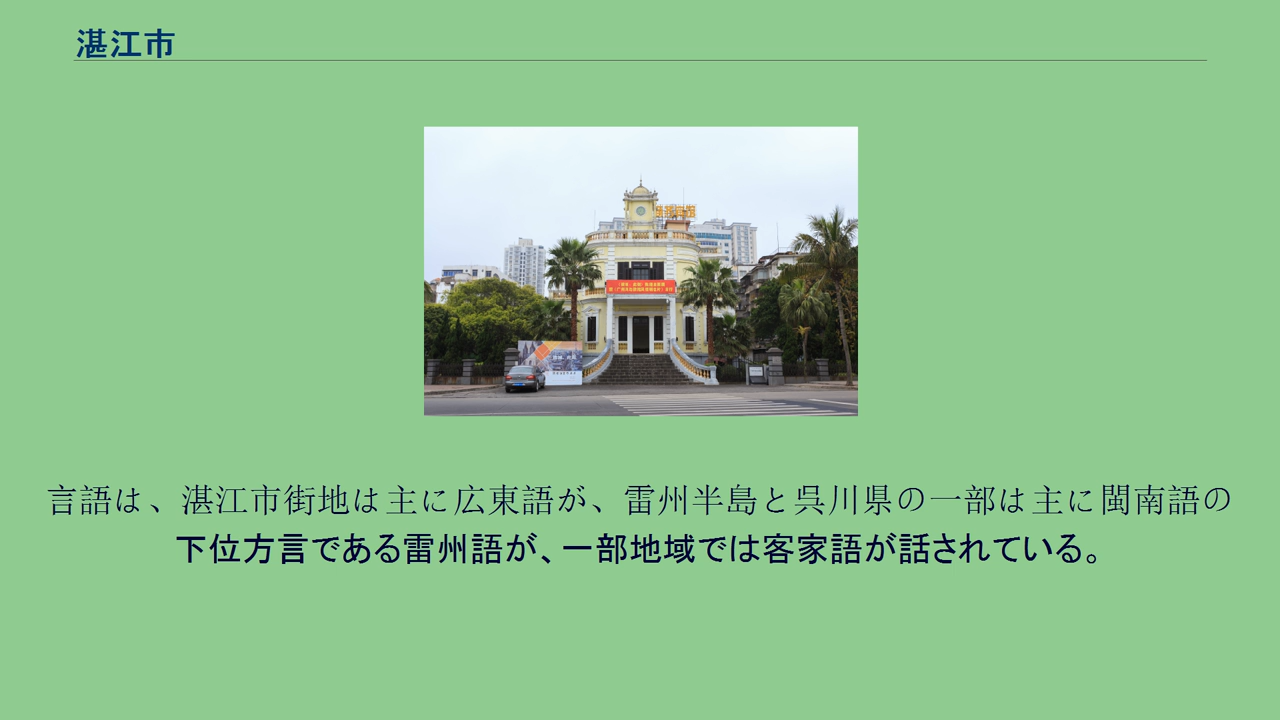 湛江市
言語は、湛江市街地は主に広東語が、雷州半島と呉川県の一部は主に閩南語の
下位方言である雷州語が、一部地域では客家語が話されている。